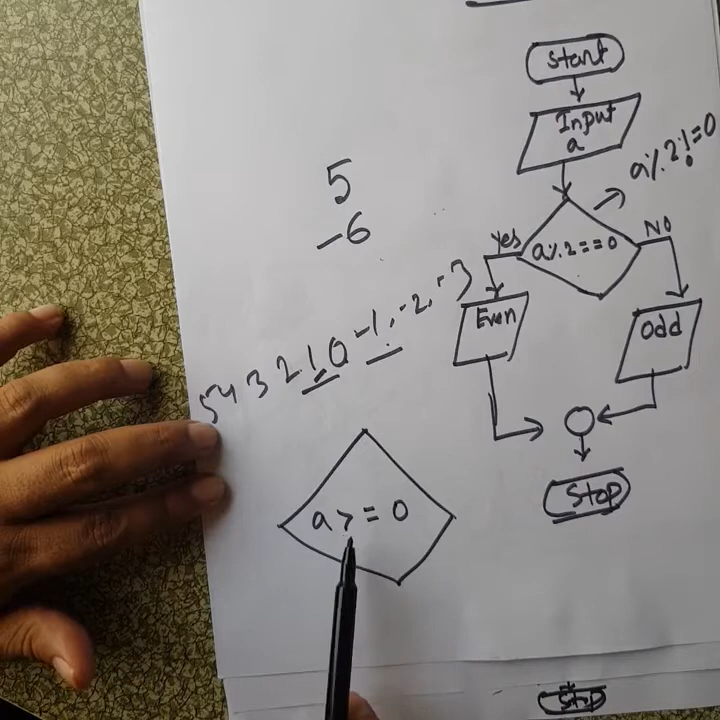 Start
Input
a
a%2!=0
5
-6
Yes
a%2==0
No
5 4 3 2 1, 0 -1, -2, -3
Even
Odd
Stop
a >= 0
Stop